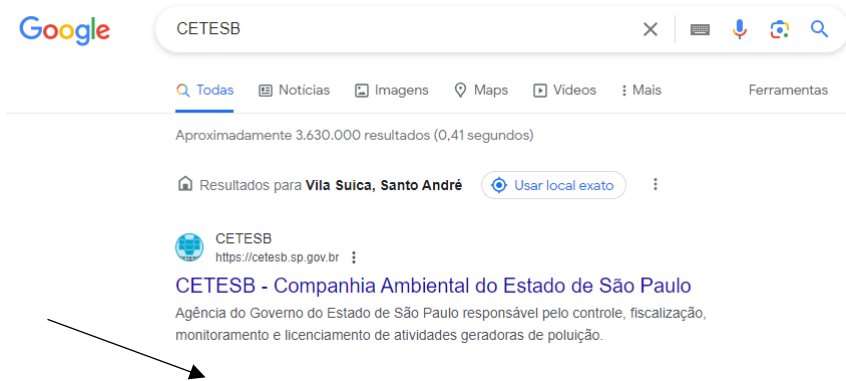 Google
CETESB
Todas Notícias Imagens Maps Vídeos Mais Ferramentas
Aproximadamente 3.630.000 resultados (0,41 segundos)
Resultados para Vila Suica, Santo André Usar local exato
CETESB
https://cetesb.sp.gov.br
CETESB - Companhia Ambiental do Estado de São Paulo
Agência do Governo do Estado de São Paulo responsável pelo controle, fiscalização,
monitoramento e licenciamento de atividades geradoras de poluição.